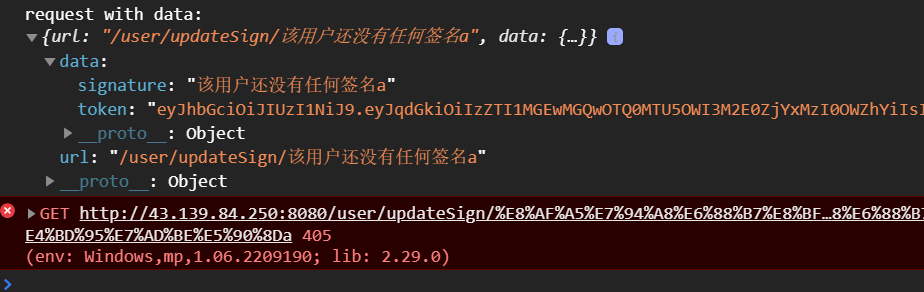 request with data:
{url: "/user/updateSign/该用户还没有任何签名a", data: {…}} i
data:
signature: "该用户还没有任何签名a"
token: "eyJhbGciOiJIUzI1NiJ9.eyJqdGkiOiIzZTI1MGEwMGQwOTQ0MTU5OWI3M2E0ZjYxMzI0OWZhYiIsI
__proto__: Object
url: "/user/updateSign/该用户还没有任何签名a"
__proto__: Object
GET http://43.139.84.250:8080/user/updateSign/%E8%AF%A5%E7%94%A8%E6%88%B7%E8%BF…8%E6%88%B7
E4%BD%95%E7%AD%BE%E5%90%8Da 405
(env: Windows,mp,1.06.2209190; lib: 2.29.0)